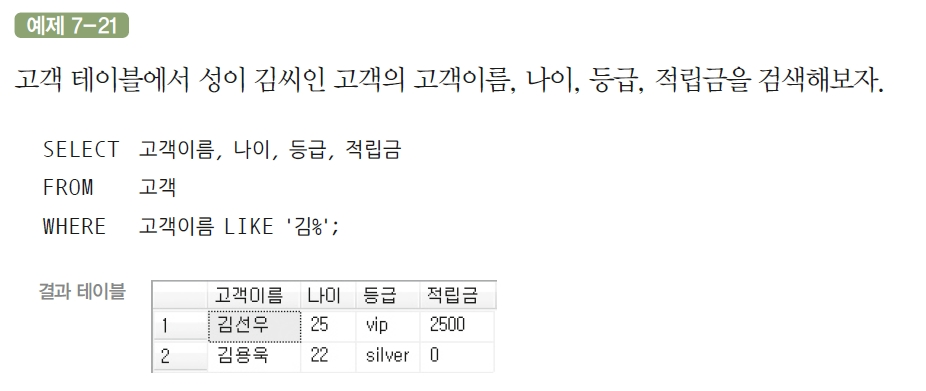 예제 7-21
고객 테이블에서 성이 김씨인 고객의 고객이름, 나이, 등급, 적립금을 검색해보자.
SELECT 고객이름, 나이, 등급, 적립금
FROM 고객
WHERE 고객이름 LIKE '김%';
결과 테이블
고객이름 나이 등급 적립금
1 김선우 25 vip 2500
2 김용욱 22 silver 0